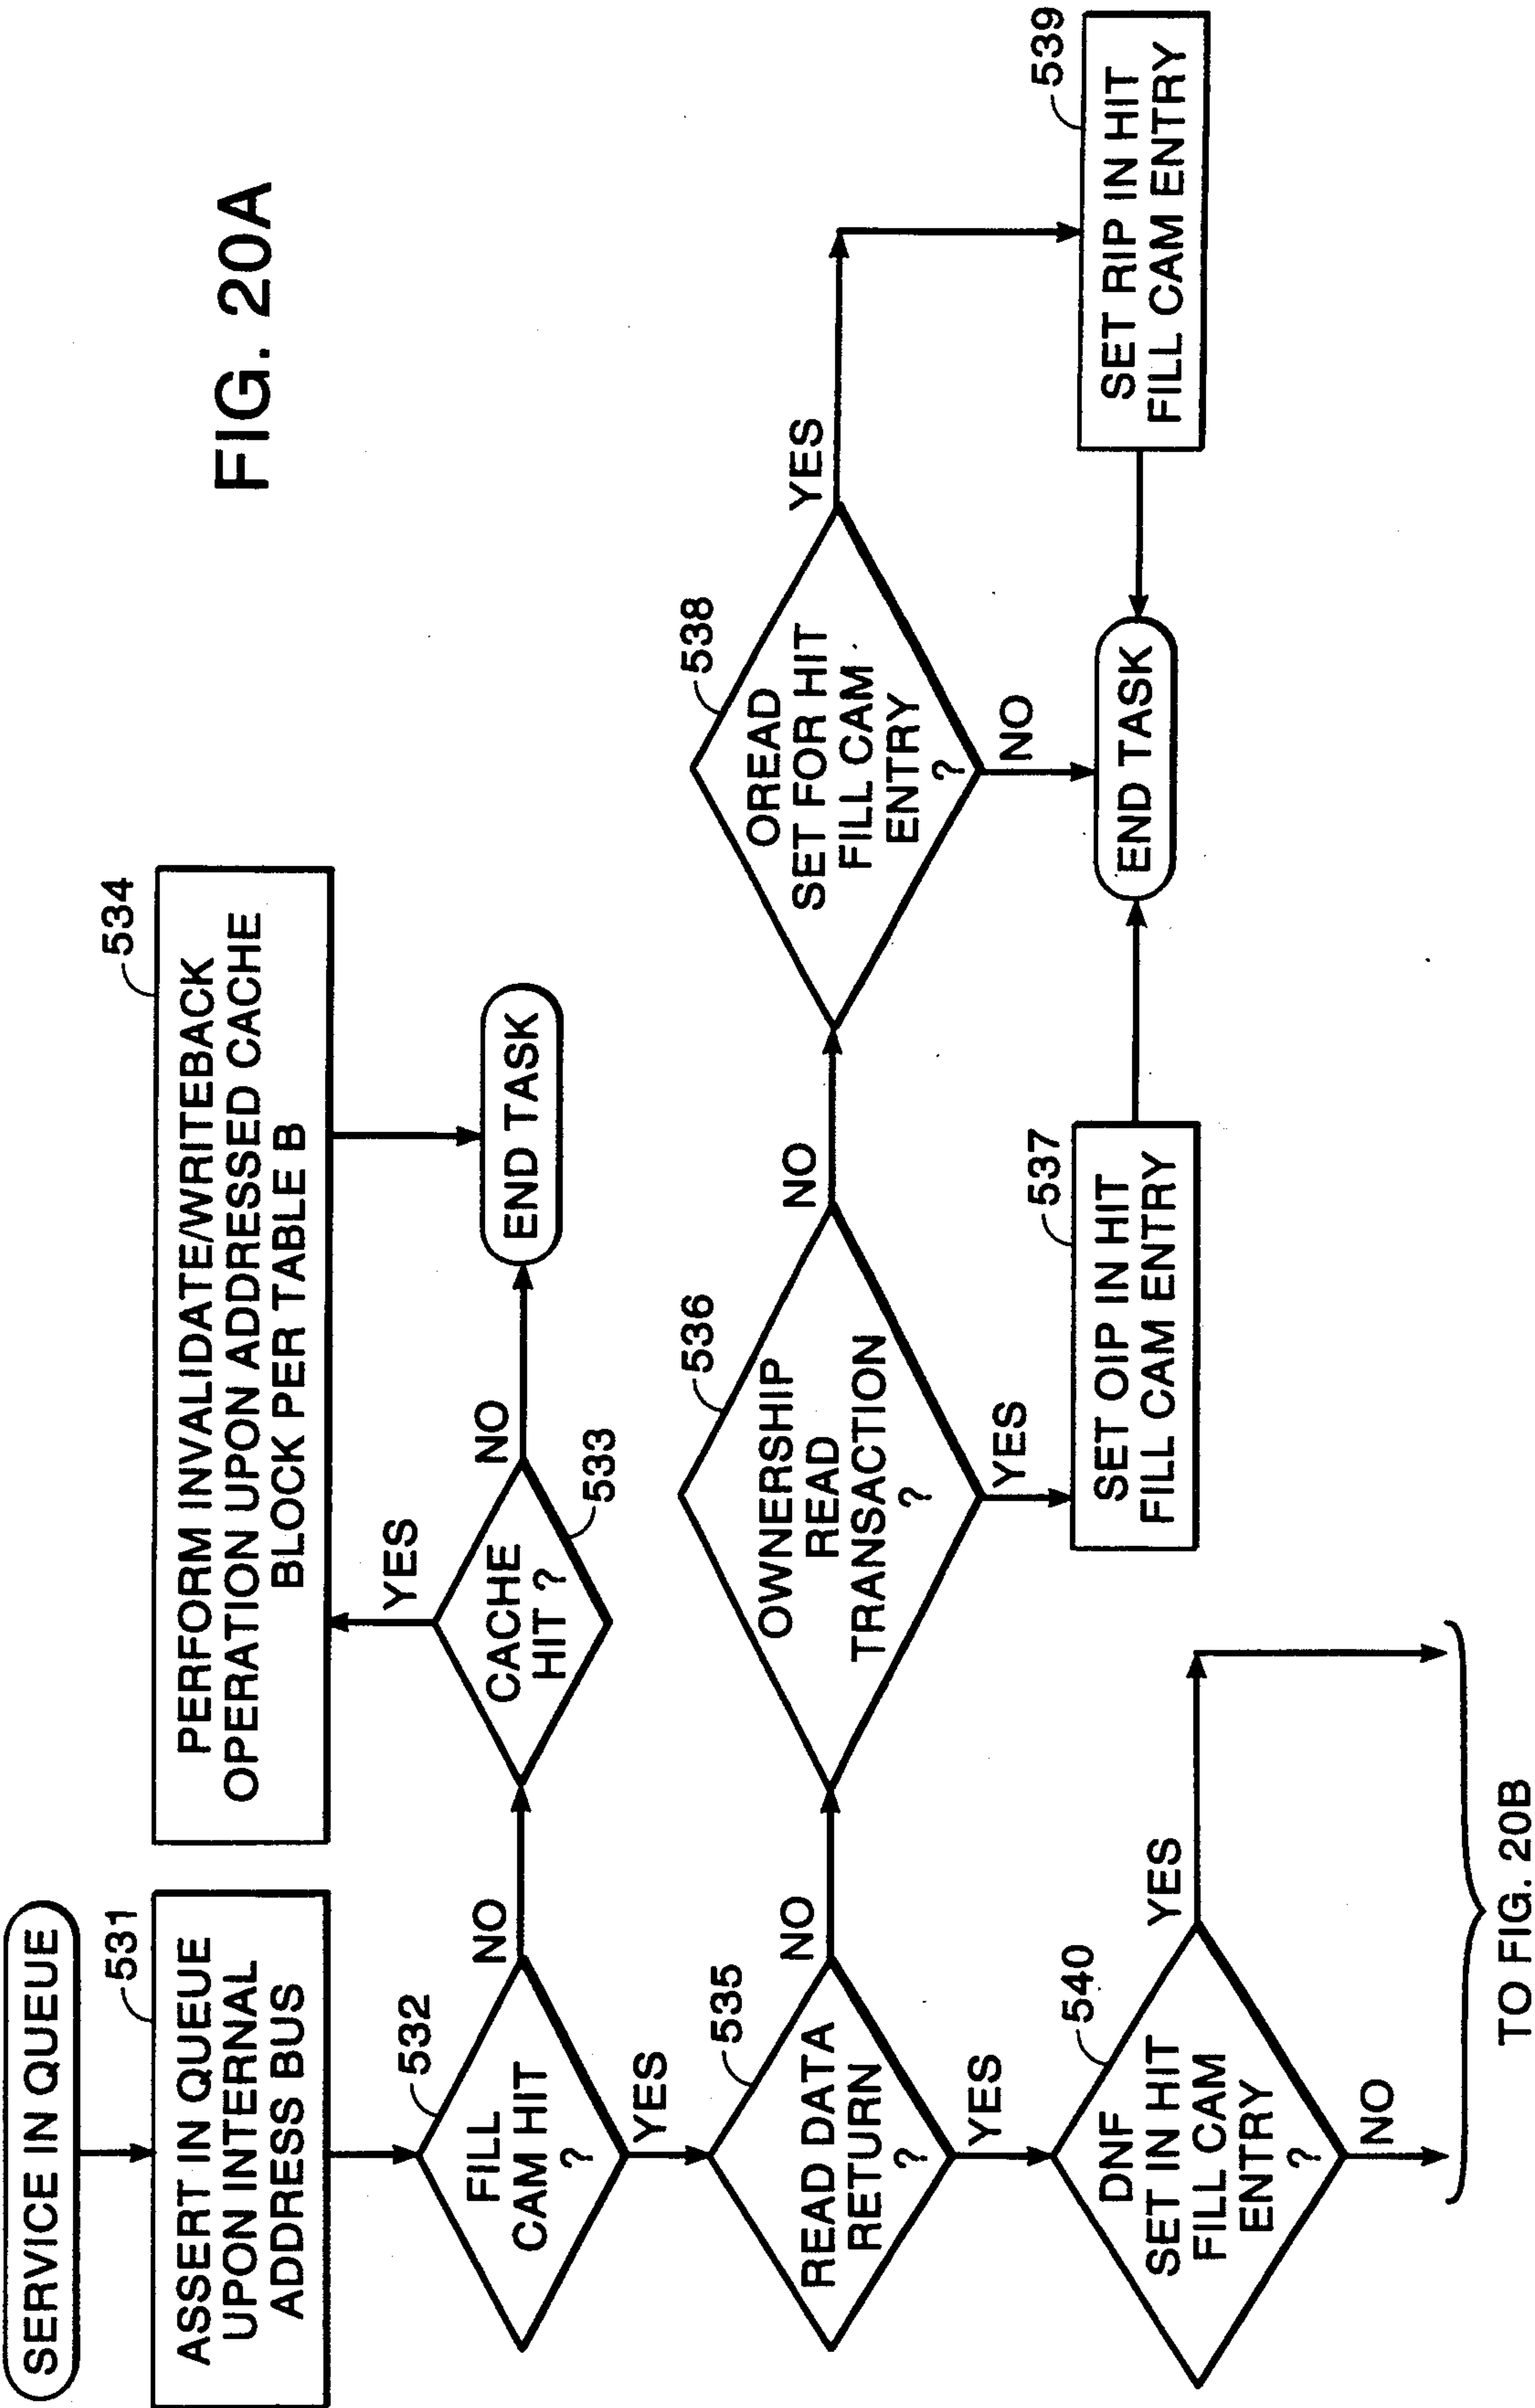 FIG. 20A
SERVICE IN QUEUE
531
ASSERT IN QUEUE
UPON INTERNAL
ADDRESS BUS
534
PERFORM INVALIDATE/WRITEBACK
OPERATION UPON ADDRESSED CACHE
BLOCK PER TABLE B
532
FILL
CAM HIT
?
NO
YES
CACHE
HIT ?
533
YES
NO
END TASK
535
READ DATA
RETURN
?
NO
YES
536
OWNERSHIP
READ
TRANSACTION
?
NO
YES
538
OREAD
SET FOR HIT
FILL CAM
ENTRY
?
YES
NO
540
DNF
SET IN HIT
FILL CAM
ENTRY
?
YES
NO
537
SET OIP IN HIT
FILL CAM ENTRY
END TASK
539
SET RIP IN HIT
FILL CAM ENTRY
TO FIG. 20B